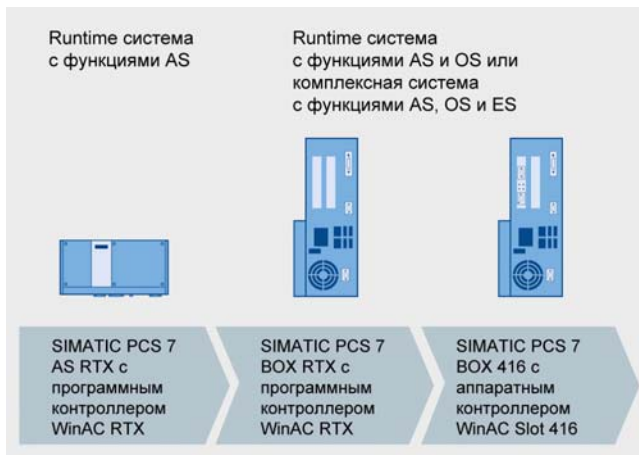 Runtime система
с функциями AS
Runtime система
с функциями AS и OS или
комплексная система
с функциями AS, OS и ES
SIMATIC PCS 7
AS RTX с
программным
контроллером
WinAC RTX
SIMATIC PCS 7
BOX RTX с
программным
контроллером
WinAC RTX
SIMATIC PCS 7
BOX 416 с
аппаратным
контроллером
WinAC Slot 416